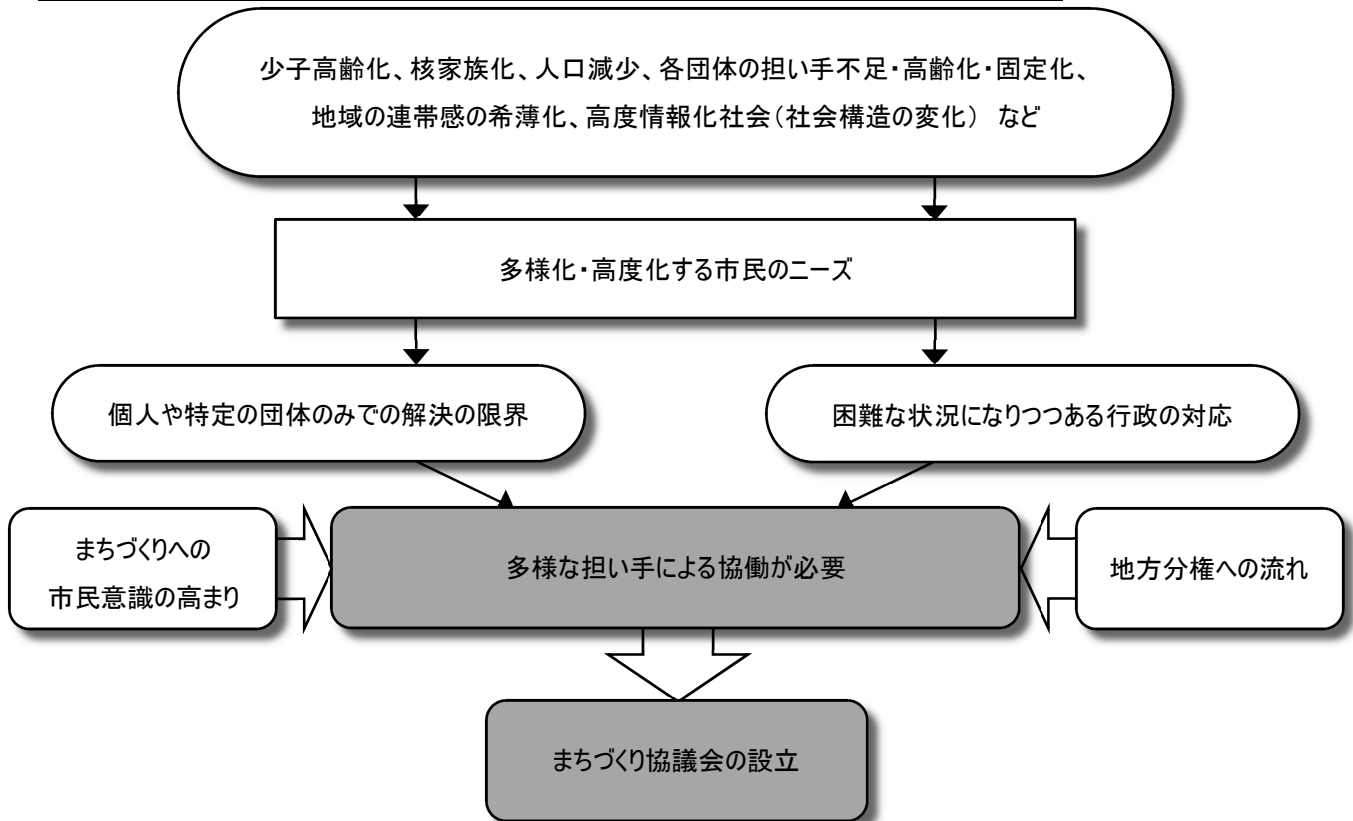 少子高齢化、核家族化、人口減少、各団体の担い手不足・高齢化・固定化、
地域の連帯感の希薄化、高度情報化社会（社会構造の変化） など
多様化・高度化する市民のニーズ
個人や特定の団体のみでの解決の限界
困難な状況になりつつある行政の対応
まちづくりへの
市民意識の高まり
多様な担い手による協働が必要
地方分権への流れ
まちづくり協議会の設立